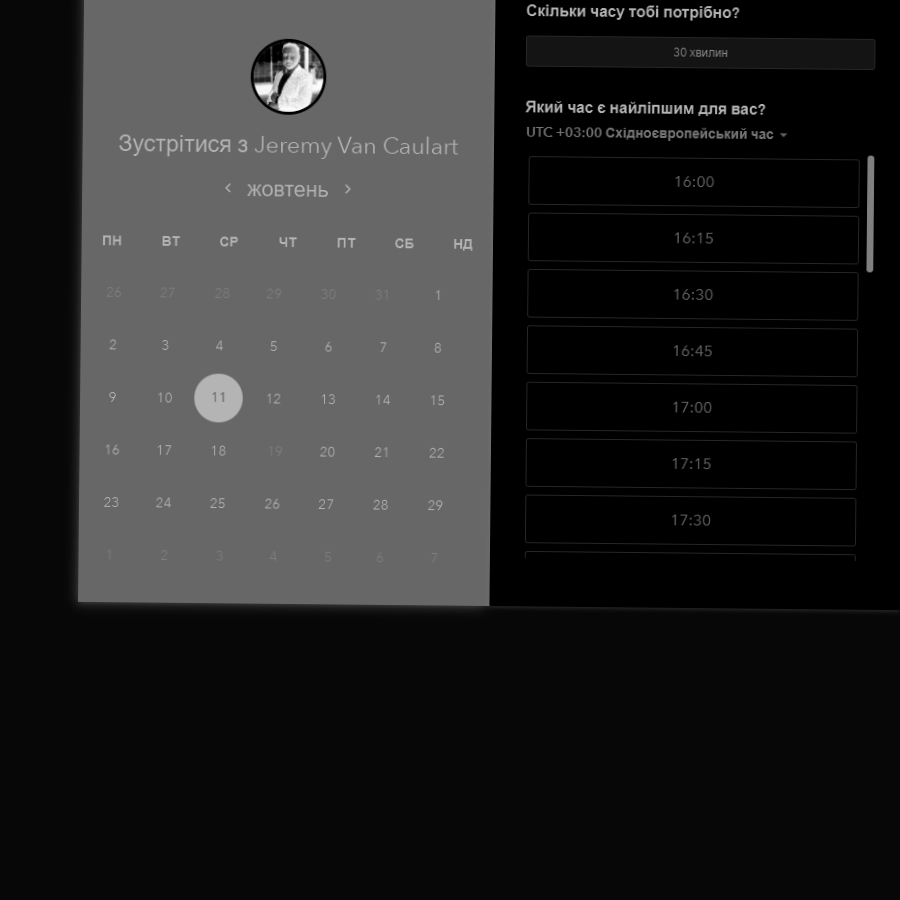 Зустрітися з Jeremy Van Caulart
‹ жовтень ›
ПН ВТ СР ЧТ ПТ СБ НД
26 27 28 29 30 31 1
2 3 4 5 6 7 8
9 10 11 12 13 14 15
16 17 18 19 20 21 22
23 24 25 26 27 28 29
1 2 3 4 5 6 7
Скільки часу тобі потрібно?
30 хвилин
Який час є найліпшим для вас?
UTC +03:00 Східноєвропейський час
16:00
16:15
16:30
16:45
17:00
17:15
17:30